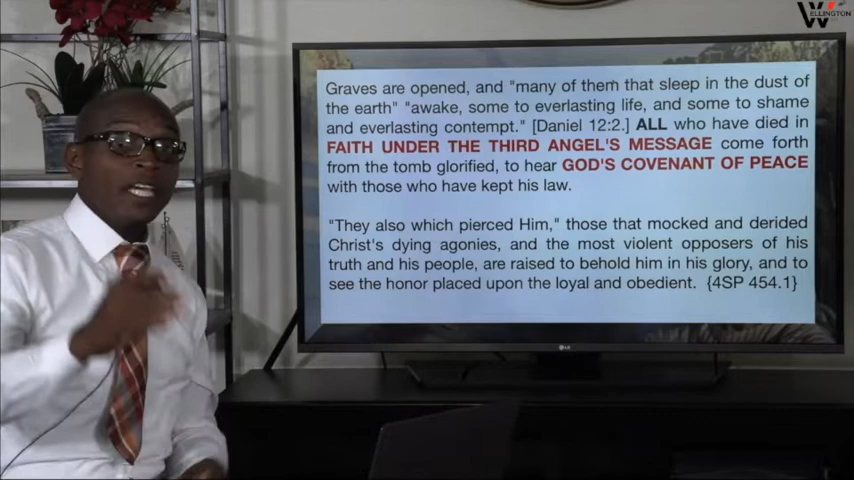 WELLINGTON
Graves are opened, and "many of them that sleep in the dust of
the earth" "awake, some to everlasting life, and some to shame
and everlasting contempt." [Daniel 12:2.] ALL who have died in
FAITH UNDER THE THIRD ANGEL'S MESSAGE come forth
from the tomb glorified, to hear GOD'S COVENANT OF PEACE
with those who have kept his law.
"They also which pierced Him," those that mocked and derided
Christ's dying agonies, and the most violent opposers of his
truth and his people, are raised to behold him in his glory, and to
see the honor placed upon the loyal and obedient. {4SP 454.1}
LG